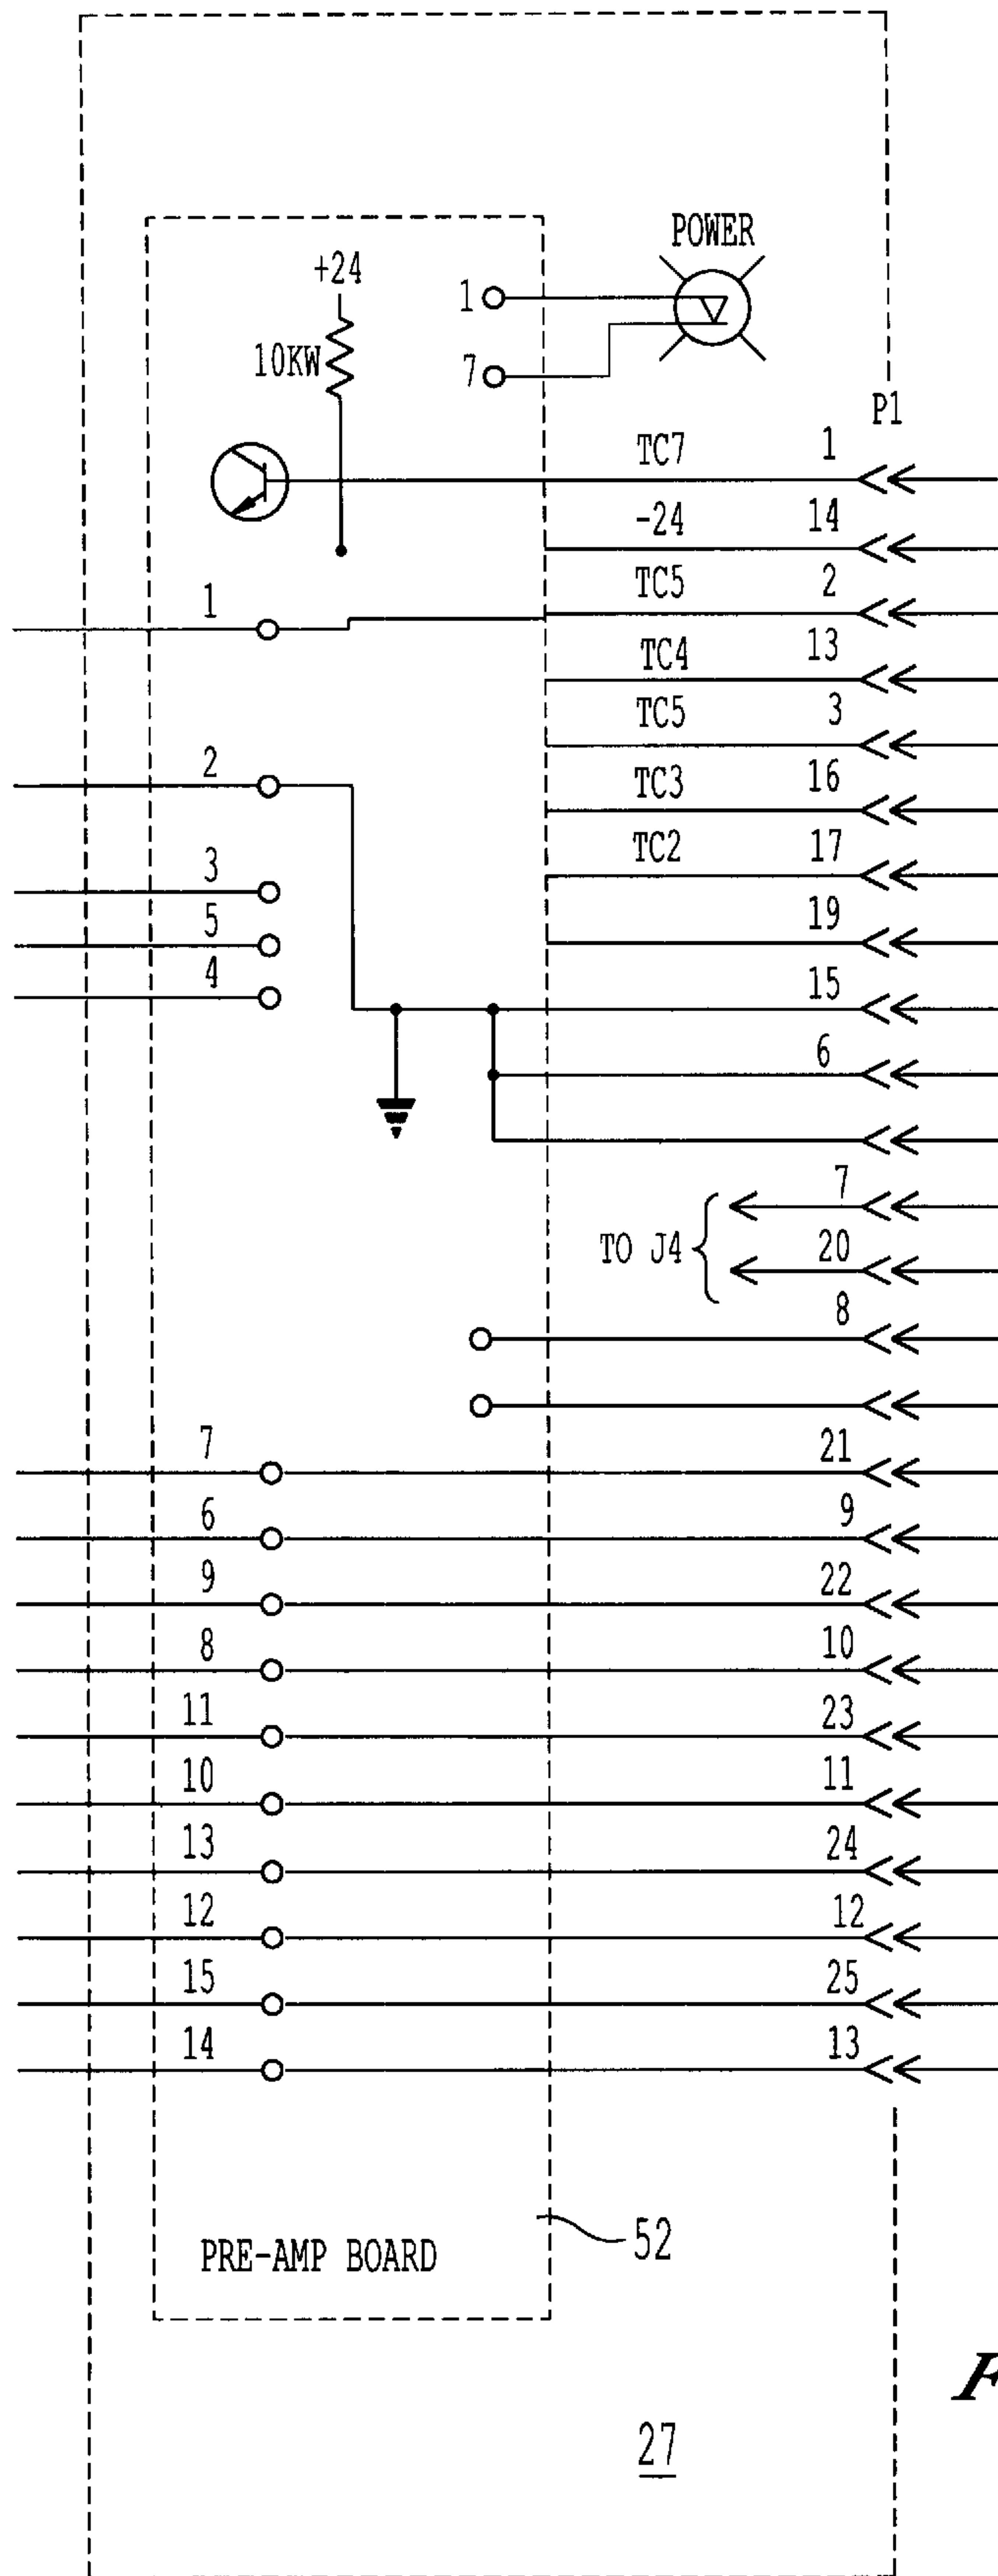 POWER
+24
1
10KW
7
P1
TC7 1
-24 14
TC5 2
1
TC4 13
TC5 3
2
TC3 16
TC2 17
3
19
5
4
15
6
7
TO J4
20
8
7 21
6 9
9 22
8 10
11 23
10 11
13 24
12 12
15 25
14 13
PRE-AMP BOARD
52
27
F